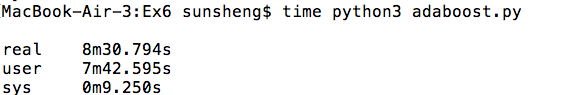 MacBook-Air-3:Ex6 sunsheng$ time python3 adaboost.py
real 8m30.794s
user 7m42.595s
sys 0m9.250s